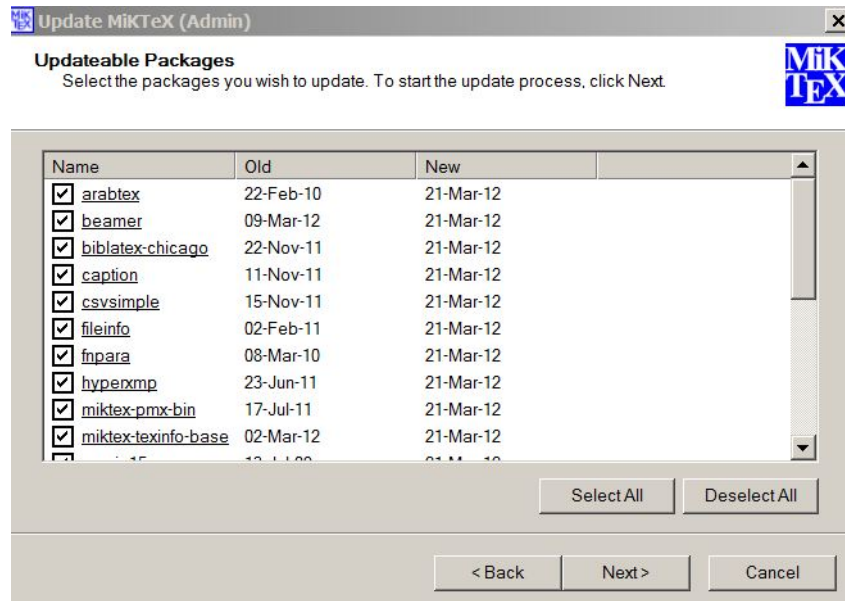 MiK TEX Update MiKTeX (Admin)
Updateable Packages
Select the packages you wish to update. To start the update process, click Next.
MiK
TEX
Name Old New
arabtex 22-Feb-10 21-Mar-12
beamer 09-Mar-12 21-Mar-12
biblatex-chicago 22-Nov-11 21-Mar-12
caption 11-Nov-11 21-Mar-12
csvsimple 15-Nov-11 21-Mar-12
fileinfo 02-Feb-11 21-Mar-12
fnpara 08-Mar-10 21-Mar-12
hyperxmp 23-Jun-11 21-Mar-12
miktex-pmx-bin 17-Jul-11 21-Mar-12
miktex-texinfo-base 02-Mar-12 21-Mar-12
Select All Deselect All
< Back Next > Cancel